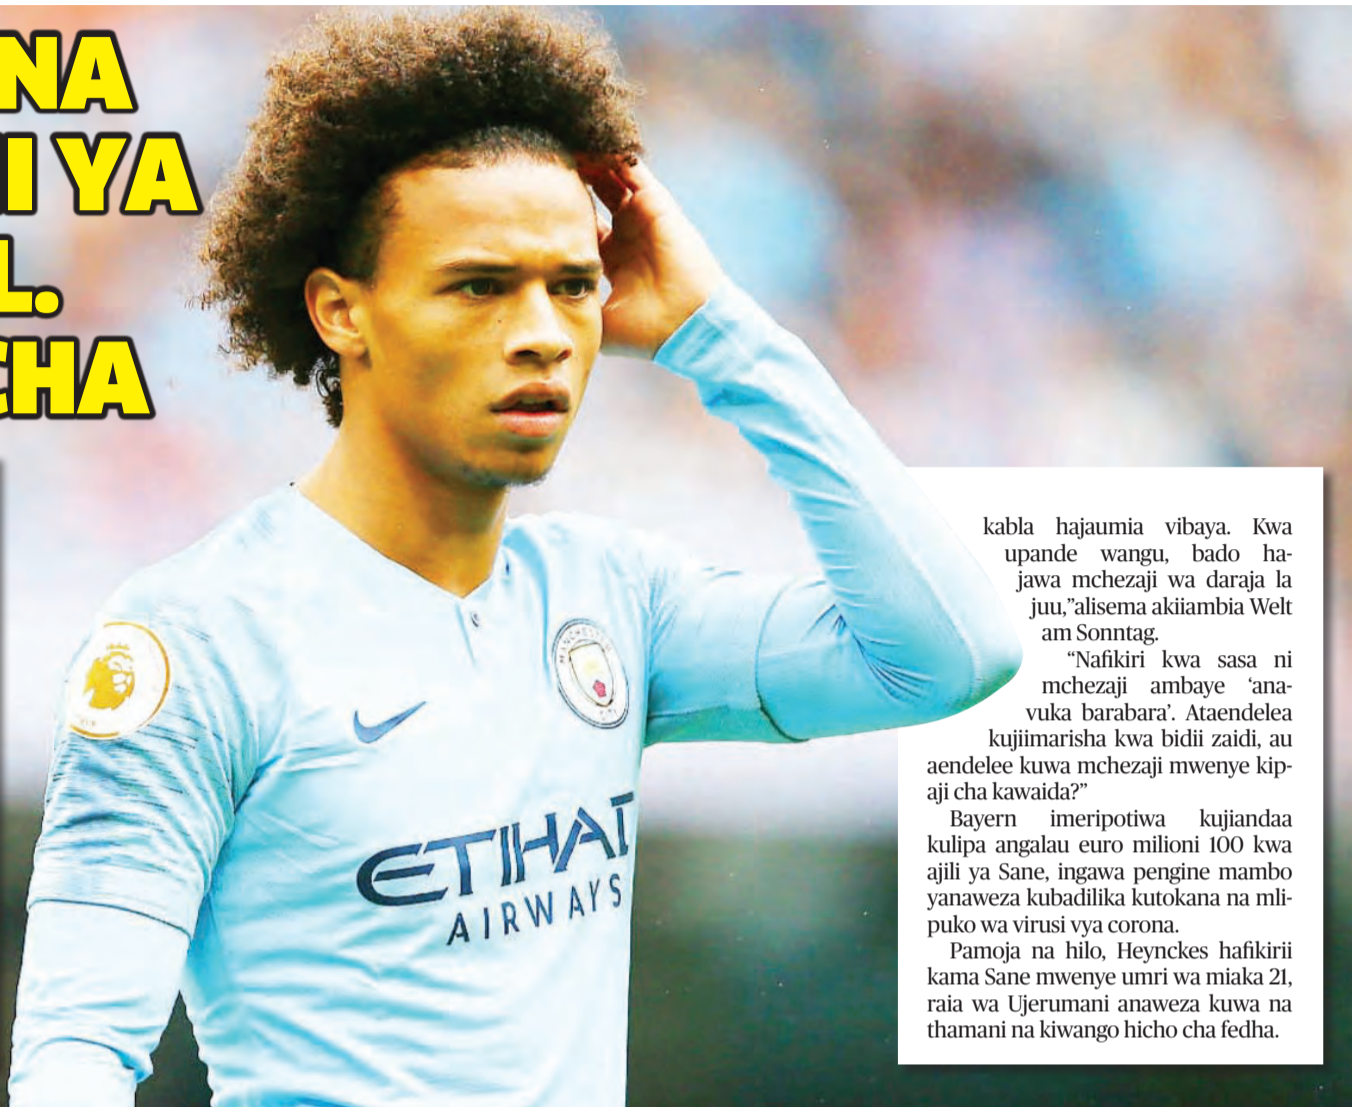 NA
I YA
L.
CHA
MANCHESTER
CITY
ETIHAD
AIRWAYS
kabla hajaumia vibaya. Kwa
upande wangu, bado ha-
jawa mchezaji wa daraja la
juu,”alisema akiiambia Welt
am Sonntag.
“Nafikiri kwa sasa ni
mchezaji ambaye ‘ana-
vuka barabara’. Ataendelea
kujiimarisha kwa bidii zaidi, au
aendelee kuwa mchezaji mwenye kip-
aji cha kawaida?”
Bayern imeripotiwa kujiandaa
kulipa angalau euro milioni 100 kwa
ajili ya Sane, ingawa pengine mambo
yanaweza kubadilika kutokana na mli-
puko wa virusi vya corona.
Pamoja na hilo, Heynckes hafikirii
kama Sane mwenye umri wa miaka 21,
raia wa Ujerumani anaweza kuwa na
thamani na kiwango hicho cha fedha.